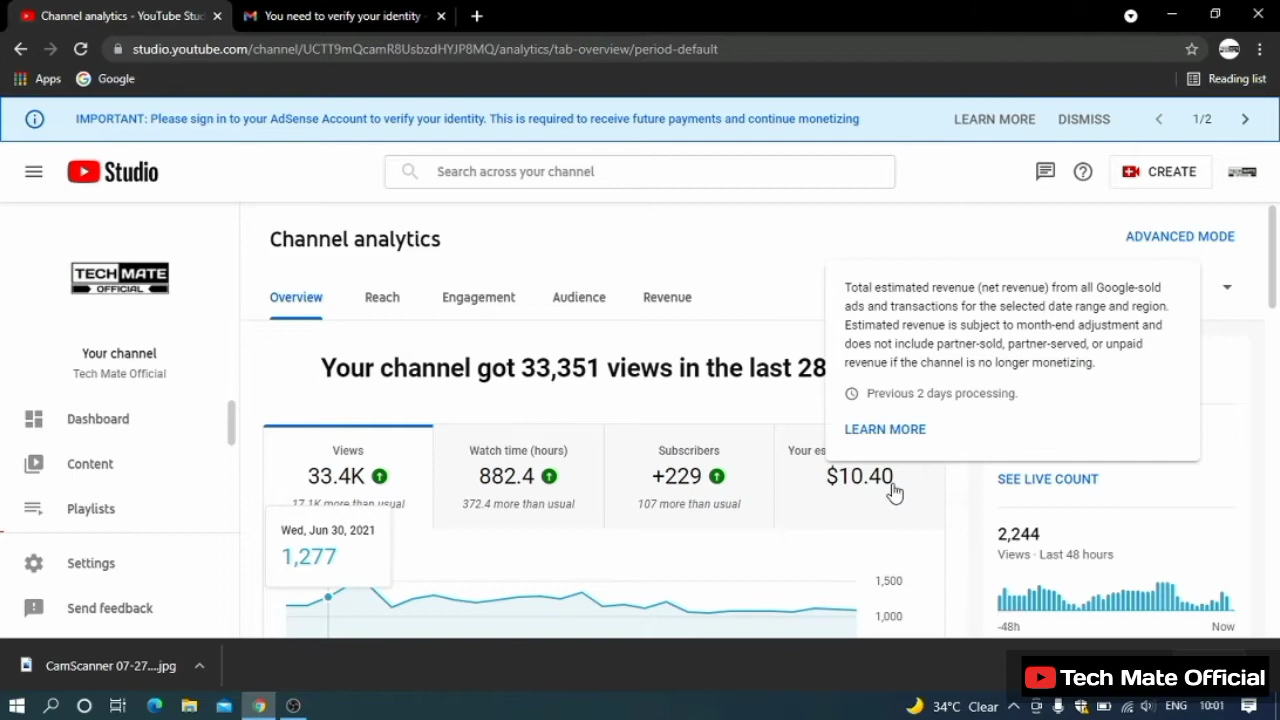 Channel analytics - YouTube Stud
You need to verify your identity -
studio.youtube.com/channel/UCTT9mQcamR8UsbzdHYJP8MQ/analytics/tab-overview/period-default
Apps
Google
Reading list
IMPORTANT: Please sign in to your AdSense Account to verify your identity. This is required to receive future payments and continue monetizing
LEARN MORE
DISMISS
1/2
Studio
Search across your channel
CREATE
TECH MATE
OFFICIAL
Your channel
Tech Mate Official
Dashboard
Content
Playlists
Settings
Send feedback
Channel analytics
ADVANCED MODE
Overview
Reach
Engagement
Audience
Revenue
Total estimated revenue (net revenue) from all Google-sold
ads and transactions for the selected date range and region.
Estimated revenue is subject to month-end adjustment and
does not include partner-sold, partner-served, or unpaid
revenue if the channel is no longer monetizing.
Previous 2 days processing.
LEARN MORE
Your channel got 33,351 views in the last 28
Views
33.4K
17.1K more than usual
Watch time (hours)
882.4
372.4 more than usual
Subscribers
+229
107 more than usual
Your es
$10.40
Wed, Jun 30, 2021
1,277
1,500
1,000
SEE LIVE COUNT
2,244
Views · Last 48 hours
-48h
Now
CamScanner 07-27....jpg
Tech Mate Official
34°C Clear
ENG
10:01